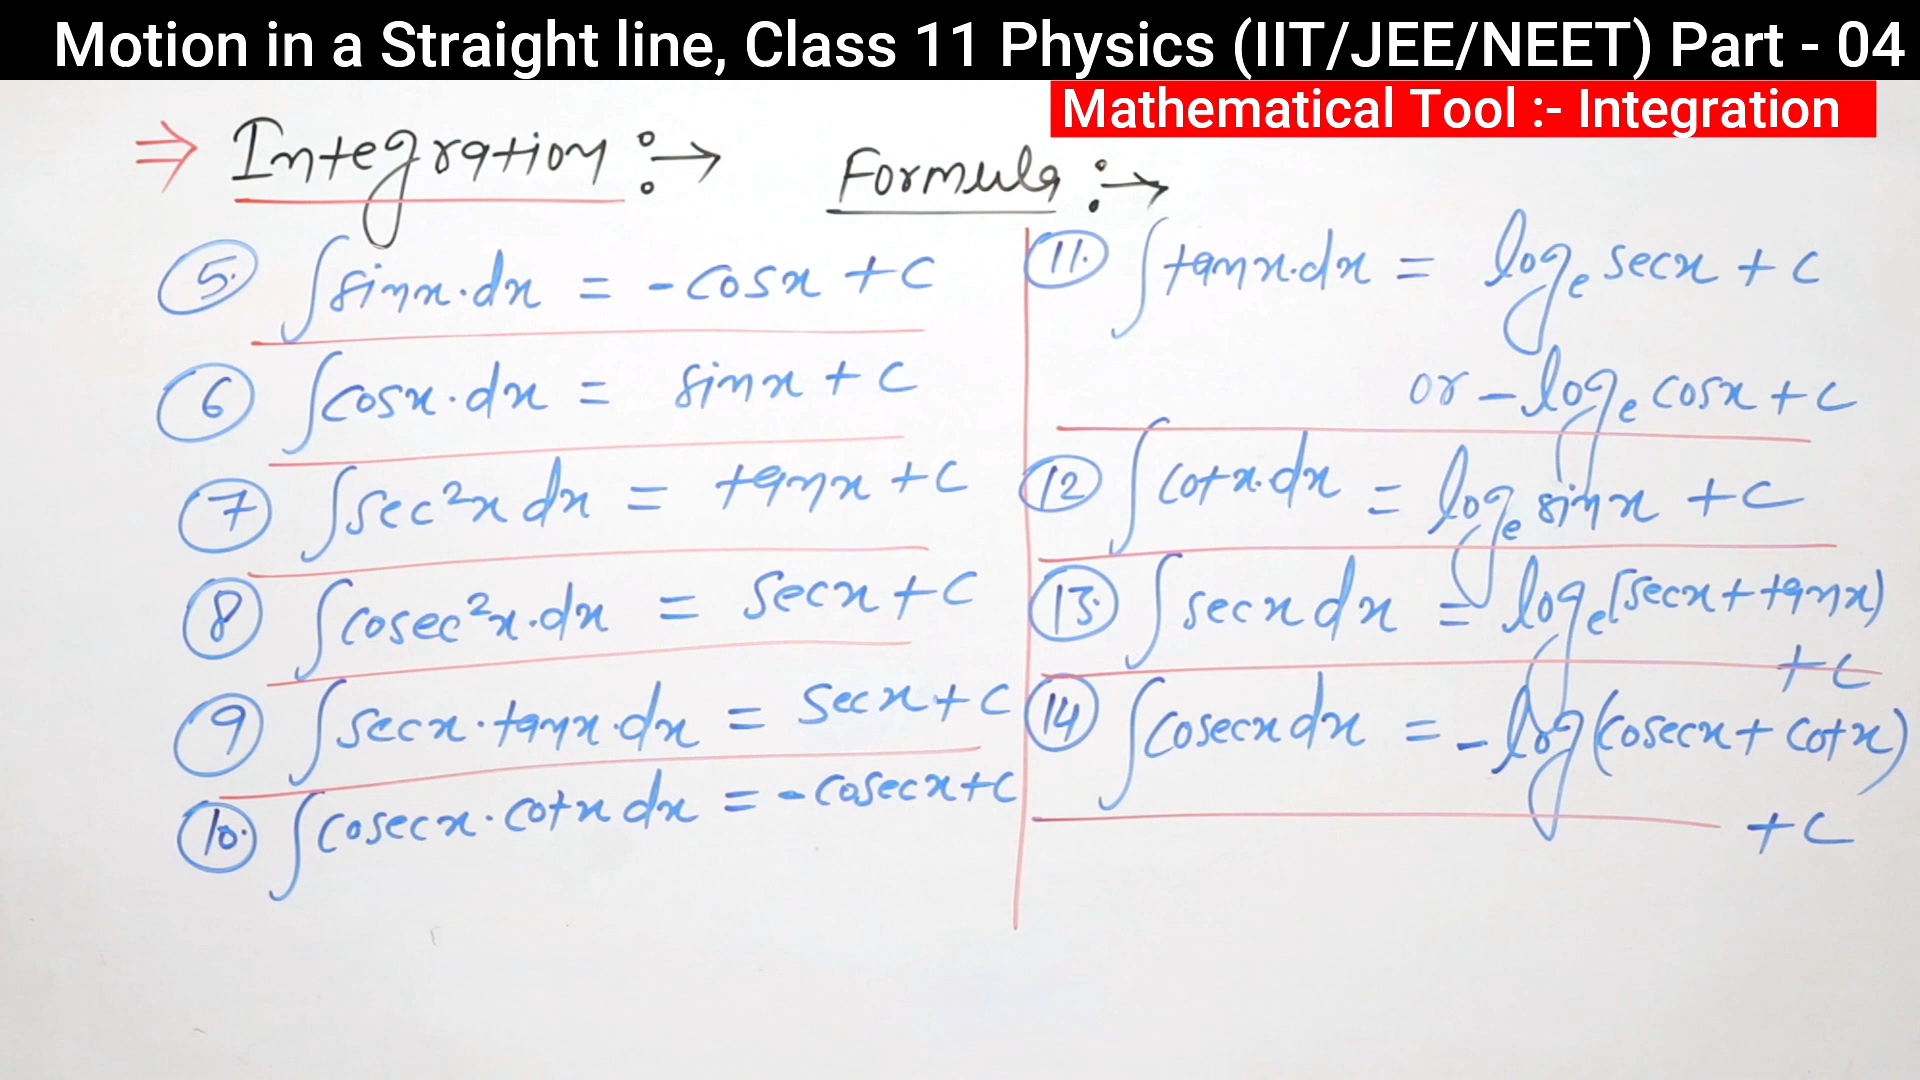 Motion in a Straight line, Class 11 Physics (IIT/JEE/NEET) Part - 04
Mathematical Tool :- Integration
⇒ Integration :→ Formula :→
5. ∫sinx.dx = -cosx + c
6 ∫cosx.dx = sinx + c
7 ∫sec²x dx = tanx + c
8 ∫cosec²x.dx = secx + c
9 ∫secx.tanx.dx = secx + c
10. ∫cosecx.cotx dx = -cosecx + c
11. ∫tanx.dx = logₑ secx + c
or -logₑ cosx + c
12 ∫cotx.dx = logₑ sinx + c
13. ∫secx dx = logₑ[secx + tanx)
+ c
14 ∫cosecx dx = -log(cosecx + cotx)
+ c